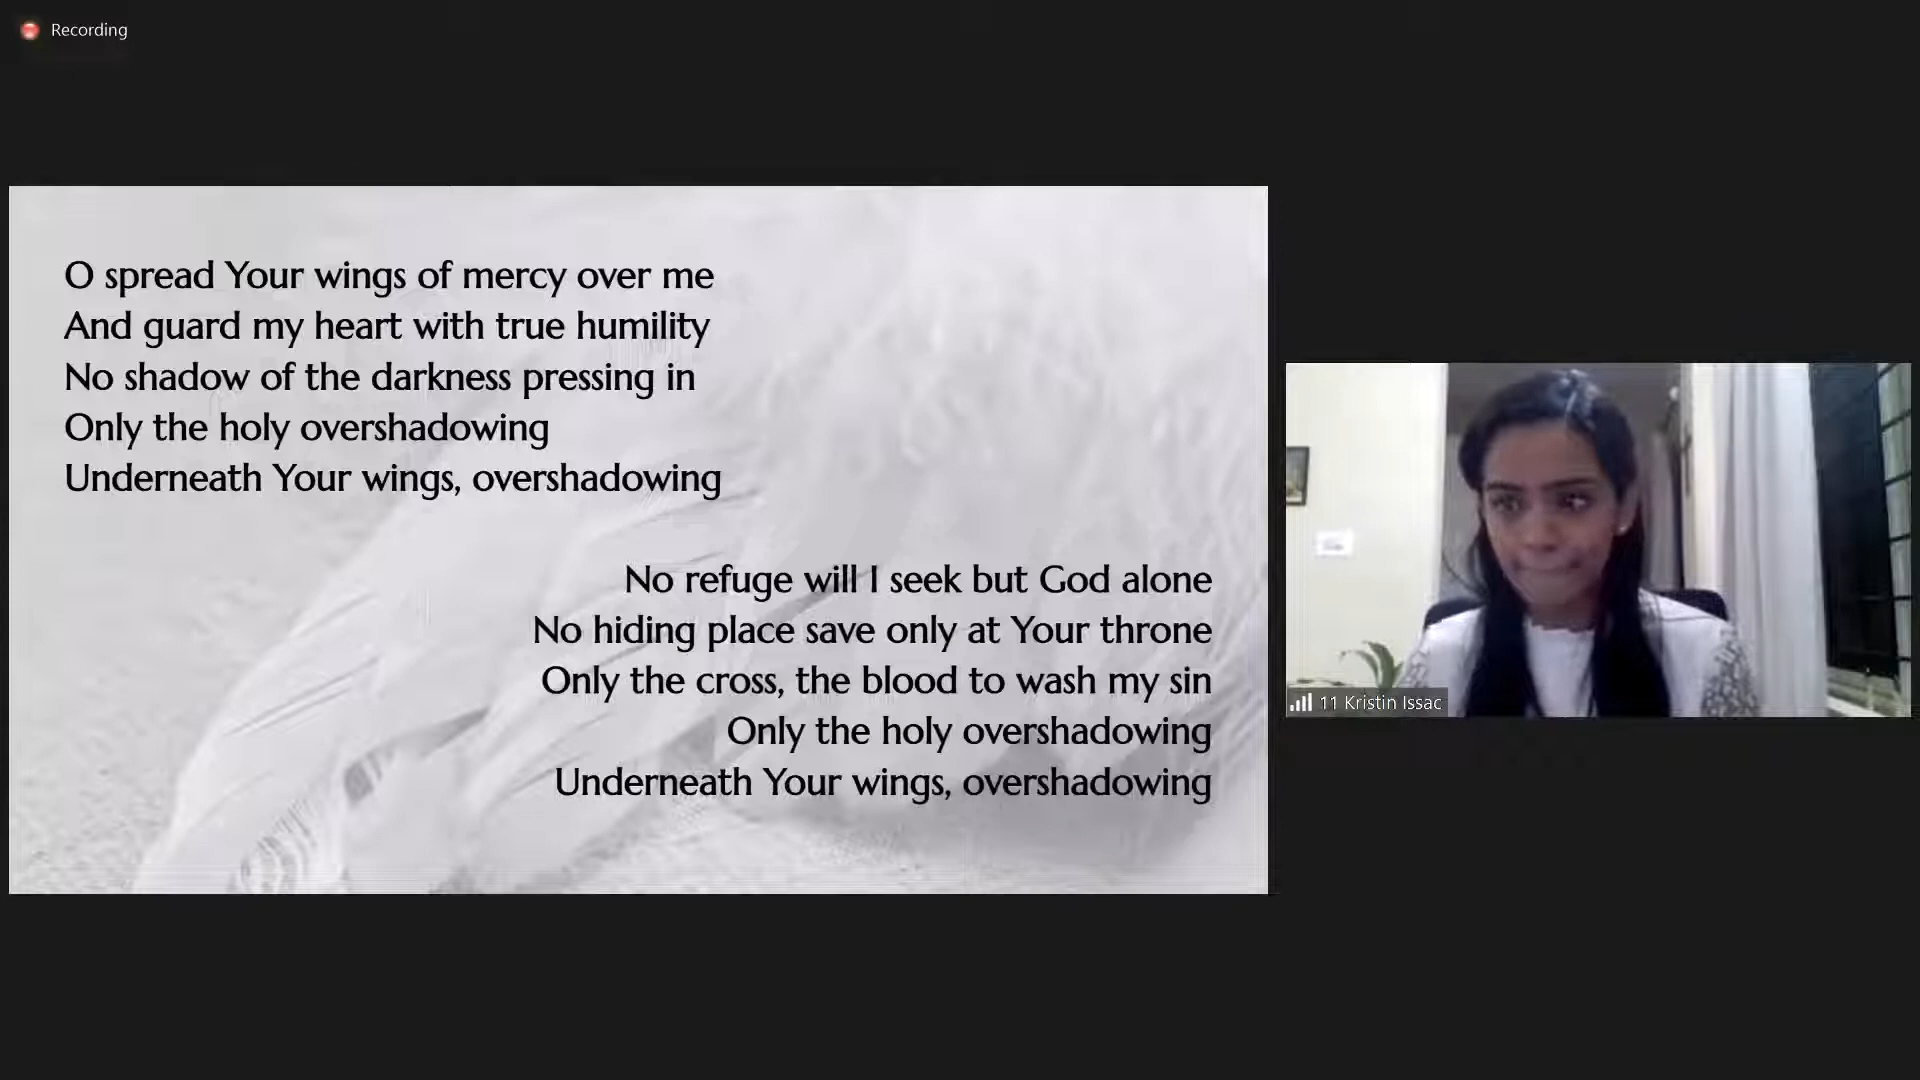 Recording
O spread Your wings of mercy over me
And guard my heart with true humility
No shadow of the darkness pressing in
Only the holy overshadowing
Underneath Your wings, overshadowing
No refuge will I seek but God alone
No hiding place save only at Your throne
Only the cross, the blood to wash my sin
Only the holy overshadowing
Underneath Your wings, overshadowing
11 Kristin Issac